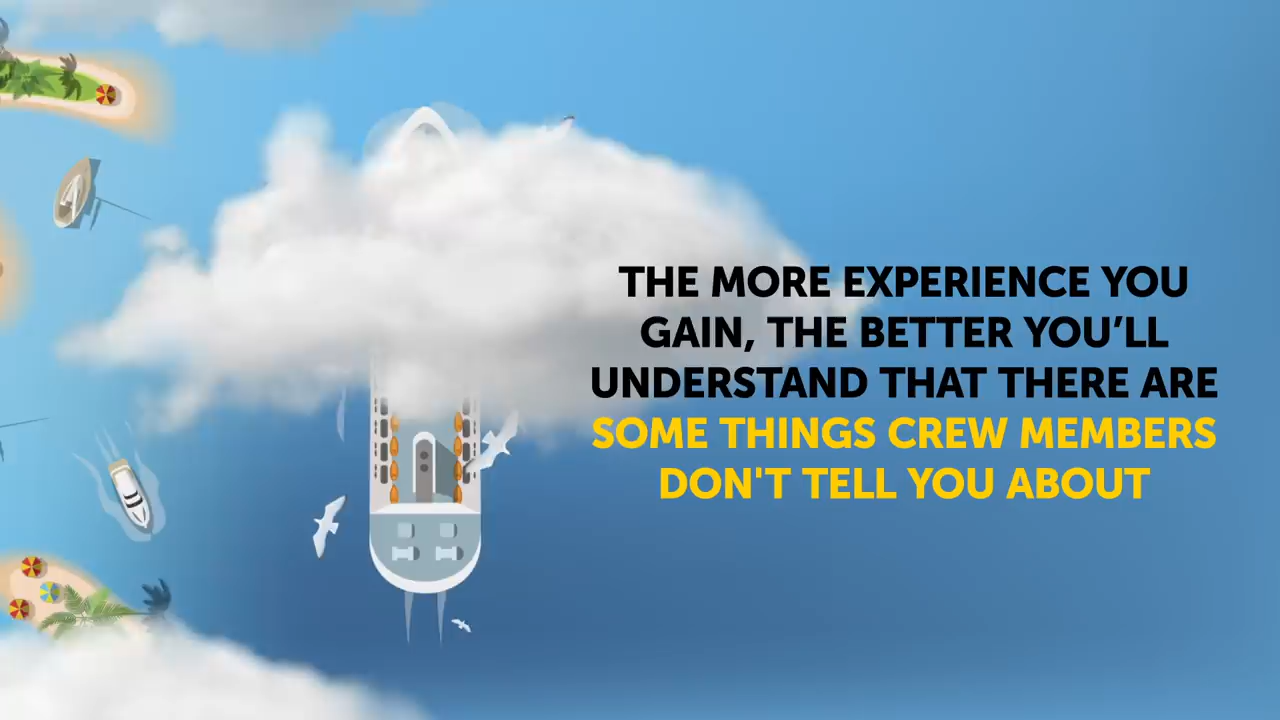 THE MORE EXPERIENCE YOU
GAIN, THE BETTER YOU’LL
UNDERSTAND THAT THERE ARE
SOME THINGS CREW MEMBERS
DON'T TELL YOU ABOUT